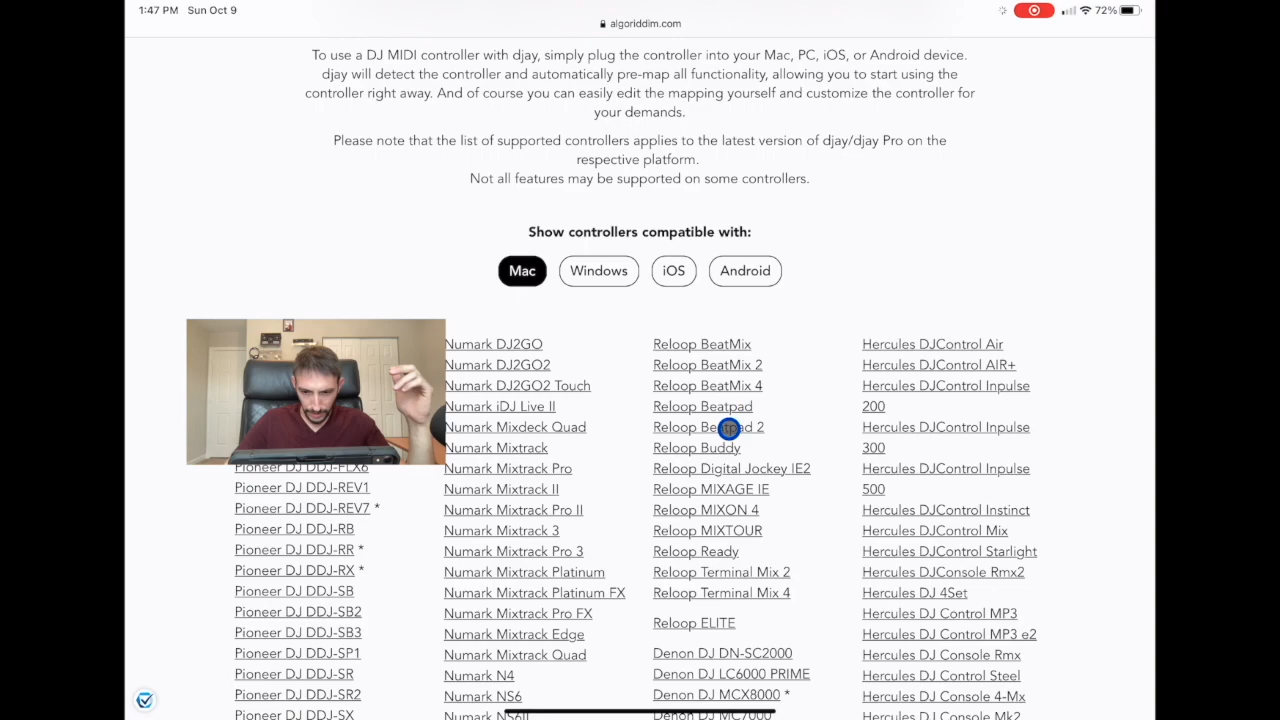 1:47 PM Sun Oct 9
72%
algoriddim.com
To use a DJ MIDI controller with djay, simply plug the controller into your Mac, PC, iOS, or Android device.
djay will detect the controller and automatically pre-map all functionality, allowing you to start using the
controller right away. And of course you can easily edit the mapping yourself and customize the controller for
your demands.
Please note that the list of supported controllers applies to the latest version of djay/djay Pro on the
respective platform.
Not all features may be supported on some controllers.
Show controllers compatible with:
Mac
Windows
iOS
Android
Pioneer DJ DDJ-FLX6
Pioneer DJ DDJ-REV1
Pioneer DJ DDJ-REV7 *
Pioneer DJ DDJ-RB
Pioneer DJ DDJ-RR *
Pioneer DJ DDJ-RX *
Pioneer DJ DDJ-SB
Pioneer DJ DDJ-SB2
Pioneer DJ DDJ-SB3
Pioneer DJ DDJ-SP1
Pioneer DJ DDJ-SR
Pioneer DJ DDJ-SR2
Pioneer DJ DDJ-SX
Numark DJ2GO
Numark DJ2GO2
Numark DJ2GO2 Touch
Numark iDJ Live II
Numark Mixdeck Quad
Numark Mixtrack
Numark Mixtrack Pro
Numark Mixtrack II
Numark Mixtrack Pro II
Numark Mixtrack 3
Numark Mixtrack Pro 3
Numark Mixtrack Platinum
Numark Mixtrack Platinum FX
Numark Mixtrack Pro FX
Numark Mixtrack Edge
Numark Mixtrack Quad
Numark N4
Numark NS6
Numark NS6II
Reloop BeatMix
Reloop BeatMix 2
Reloop BeatMix 4
Reloop Beatpad
Reloop Beatpad 2
Reloop Buddy
Reloop Digital Jockey IE2
Reloop MIXAGE IE
Reloop MIXON 4
Reloop MIXTOUR
Reloop Ready
Reloop Terminal Mix 2
Reloop Terminal Mix 4
Reloop ELITE
Denon DJ DN-SC2000
Denon DJ LC6000 PRIME
Denon DJ MCX8000 *
Denon DJ MC7000
Hercules DJControl Air
Hercules DJControl AIR+
Hercules DJControl Inpulse
200
Hercules DJControl Inpulse
300
Hercules DJControl Inpulse
500
Hercules DJControl Instinct
Hercules DJControl Mix
Hercules DJControl Starlight
Hercules DJConsole Rmx2
Hercules DJ 4Set
Hercules DJ Control MP3
Hercules DJ Control MP3 e2
Hercules DJ Console Rmx
Hercules DJ Control Steel
Hercules DJ Console 4-Mx
Hercules DJ Console Mk2